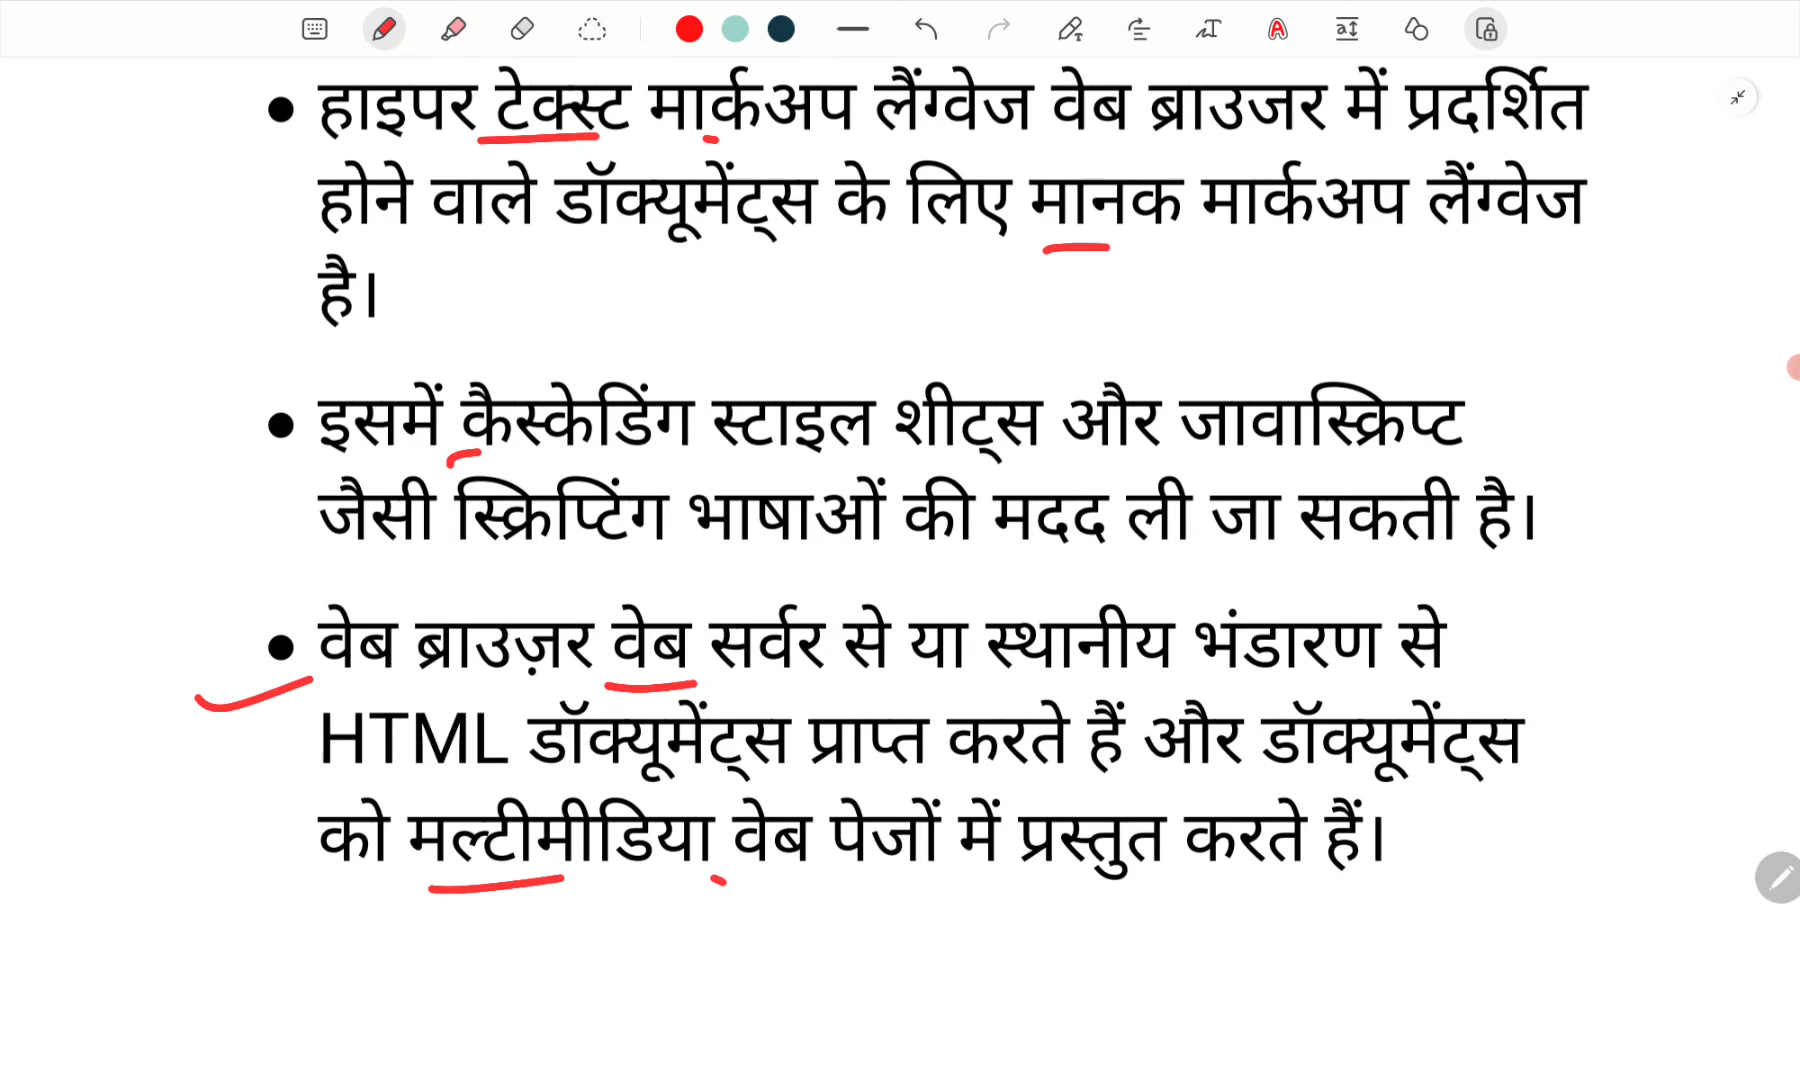 • हाइपर टेक्स्ट मार्कअप लैंग्वेज वेब ब्राउजर में प्रदर्शित
होने वाले डॉक्यूमेंट्स के लिए मानक मार्कअप लैंग्वेज
है।
• इसमें कैस्केडिंग स्टाइल शीट्स और जावास्क्रिप्ट
जैसी स्क्रिप्टिंग भाषाओं की मदद ली जा सकती है।
• वेब ब्राउज़र वेब सर्वर से या स्थानीय भंडारण से
HTML डॉक्यूमेंट्स प्राप्त करते हैं और डॉक्यूमेंट्स
को मल्टीमीडिया वेब पेजों में प्रस्तुत करते हैं।